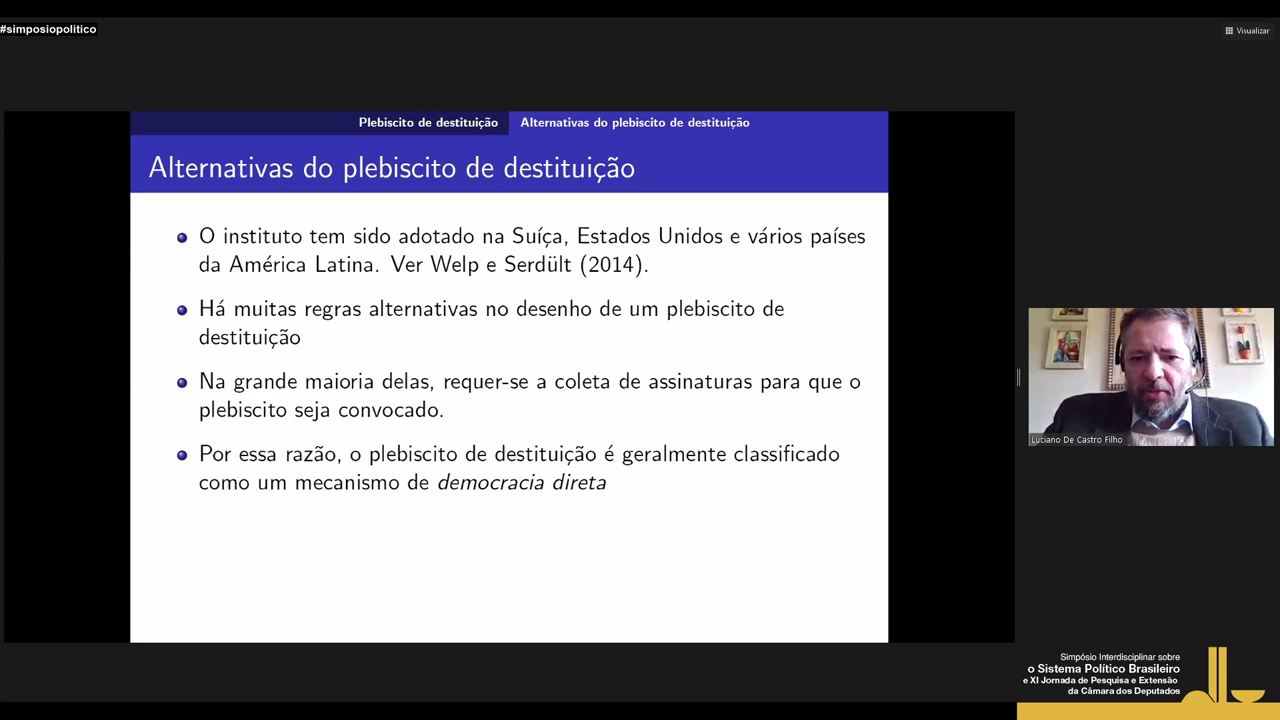 #simposiopolitico
Visualizar
Plebiscito de destituição
Alternativas do plebiscito de destituição
Alternativas do plebiscito de destituição
O instituto tem sido adotado na Suíça, Estados Unidos e vários países
da América Latina. Ver Welp e Serdült (2014).
Há muitas regras alternativas no desenho de um plebiscito de
destituição
Na grande maioria delas, requer-se a coleta de assinaturas para que o
plebiscito seja convocado.
Por essa razão, o plebiscito de destituição é geralmente classificado
como um mecanismo de democracia direta
Luciano De Castro Filho
Simpósio Interdisciplinar sobre
o Sistema Político Brasileiro
e XI Jornada de Pesquisa e Extensão
da Câmara dos Deputados